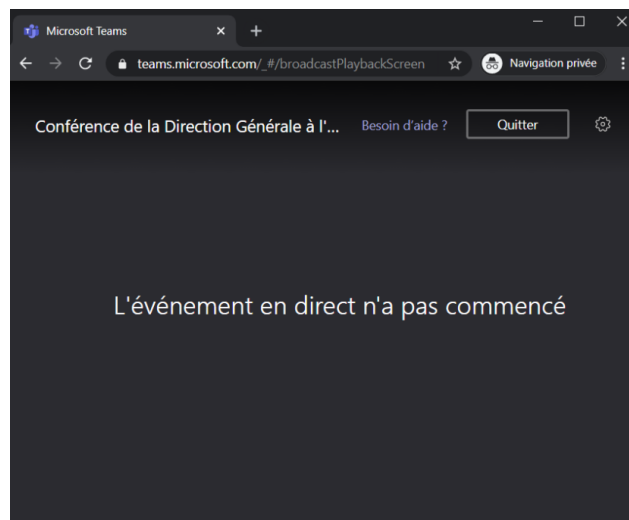 Microsoft Teams
teams.microsoft.com/_#/broadcastPlaybackScreen
Navigation privée
Conférence de la Direction Générale à l'...
Besoin d'aide ?
Quitter
L'événement en direct n'a pas commencé